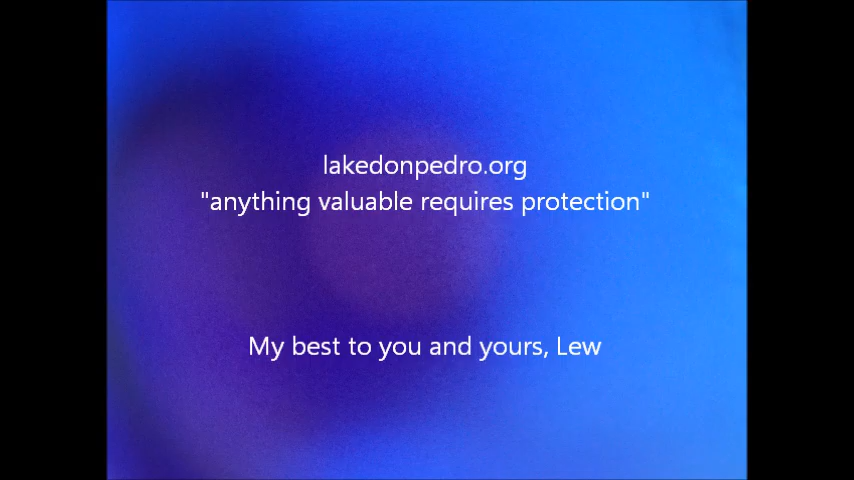 lakedonpedro.org
"anything valuable requires protection"
My best to you and yours, Lew